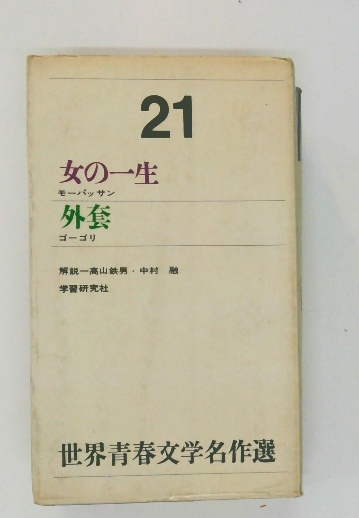 21
女の一生
モーパッサン
外套
ゴーゴリ
解説―高山鉄男・中村 融
学習研究社
世界青春文学名作選